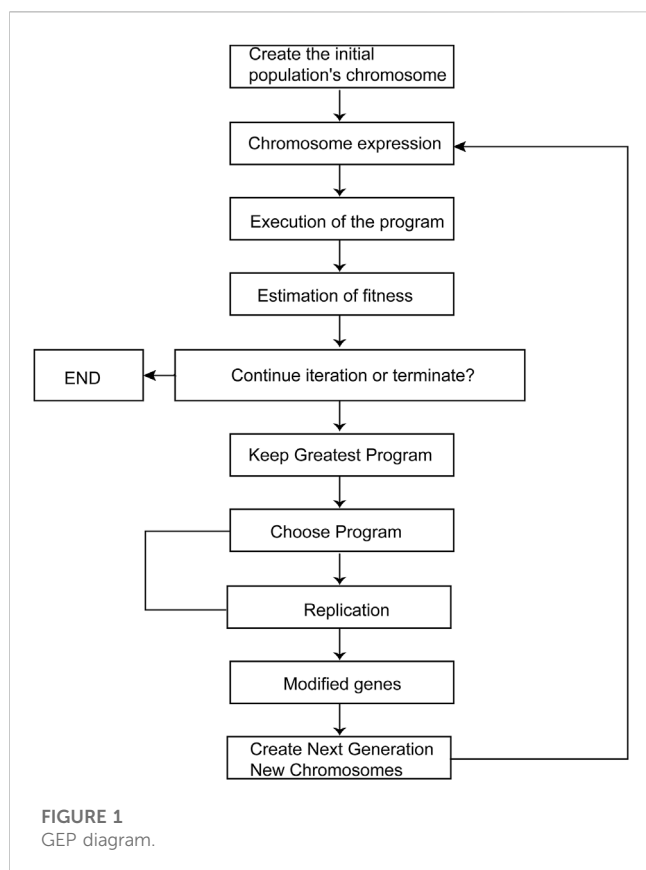 Create the initial
population's chromosome
Chromosome expression
Execution of the program
Estimation of fitness
END
Continue iteration or terminate?
Keep Greatest Program
Choose Program
Replication
Modified genes
Create Next Generation
New Chromosomes
FIGURE 1
GEP diagram.